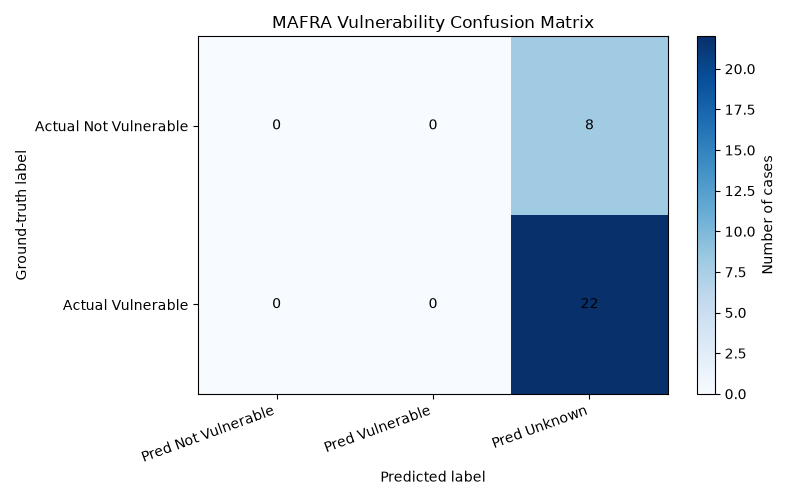 MAFRA Vulnerability Confusion Matrix
Ground-truth label
Actual Not Vulnerable
0
0
8
Actual Vulnerable
0
0
22
Pred Not Vulnerable
Pred Vulnerable
Pred Unknown
Predicted label
20.0
17.5
15.0
12.5
10.0
7.5
5.0
2.5
0.0
Number of cases